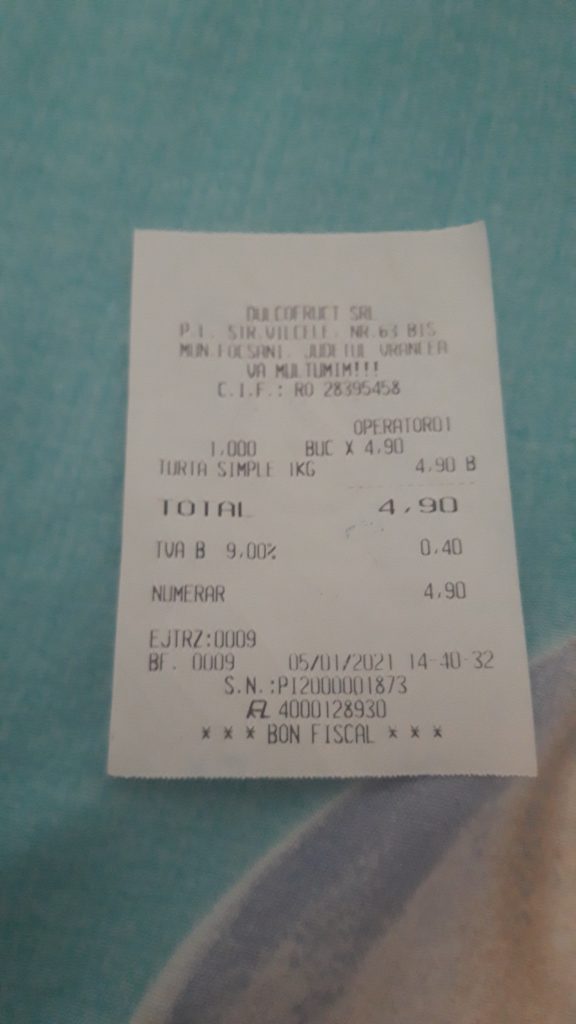 DULCOFRUCT SRL
P.L. STR.VILCELE. NR.63 BIS
MUN.FOCSANI. JUDETUL VRANCEA
VA MULTUMIM!!!
C.I.F.: RO 28395458
OPERATOR01
1,000 BUC X 4,90
TURTA SIMPLE 1KG 4,90 B
TOTAL 4,90
TVA B 9,00% 0,40
NUMERAR 4,90
EJTRZ:0009
BF. 0009 05/01/2021 14-40-32
S.N.:PI2000001873
4000128930
* * * BON FISCAL * * *